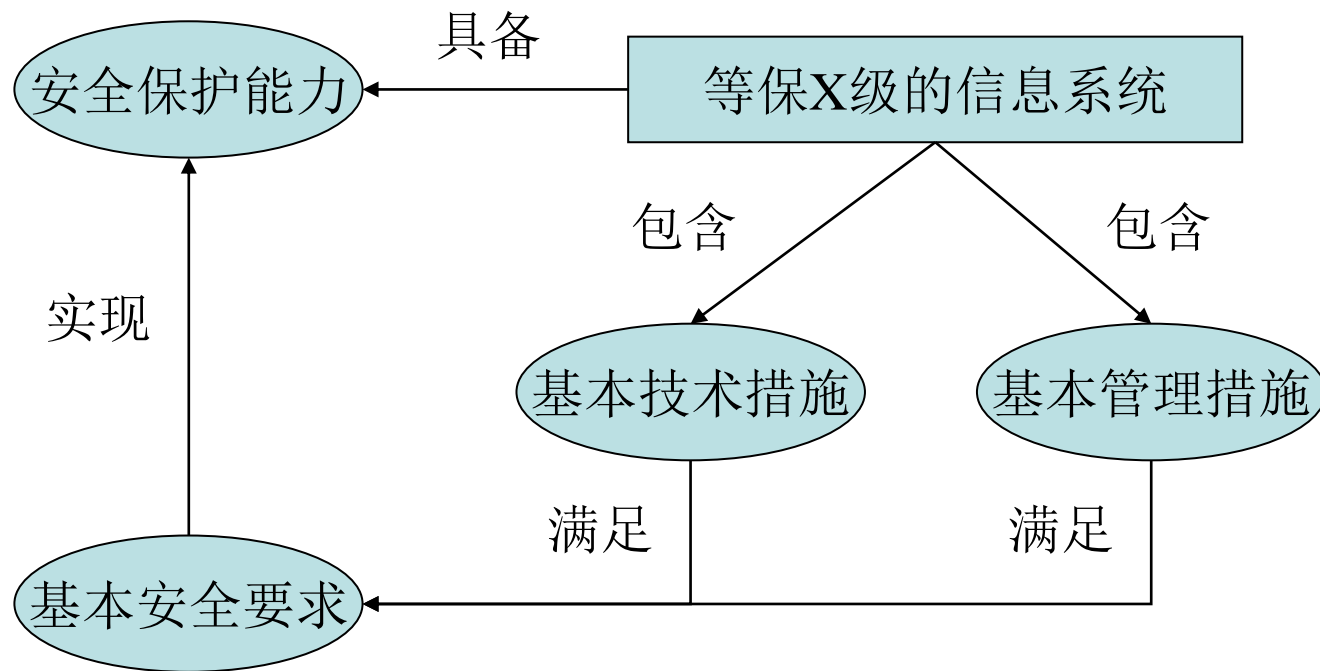 具备
安全保护能力
等保X级的信息系统
包含
包含
实现
基本技术措施
基本管理措施
满足
满足
基本安全要求